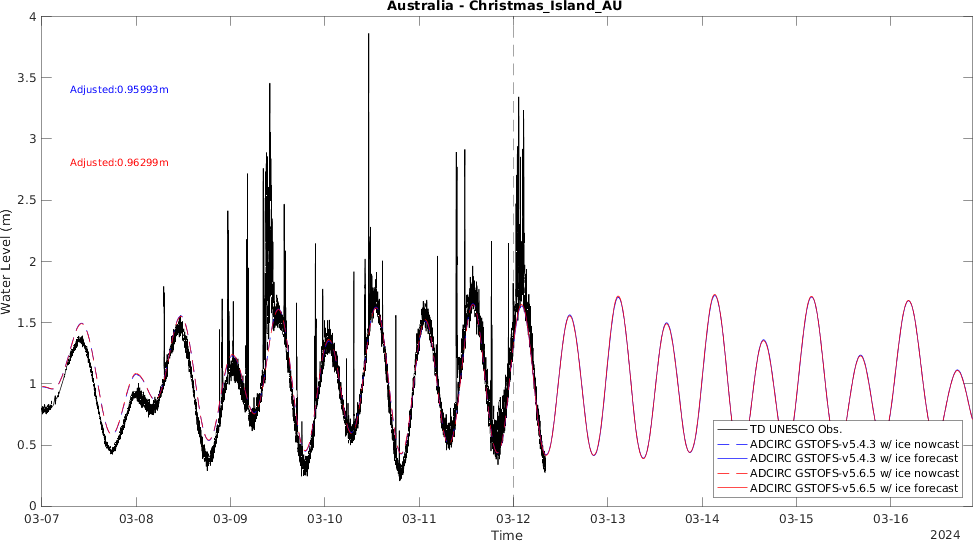 Australia - Christmas_Island_AU
4
3.5
3
2.5
2
1.5
1
0.5
0
Water Level (m)
Adjusted:0.95993m
Adjusted:0.96299m
TD UNESCO Obs.
ADCIRC GSTOFS-v5.4.3 w/ ice nowcast
ADCIRC GSTOFS-v5.4.3 w/ ice forecast
ADCIRC GSTOFS-v5.6.5 w/ ice nowcast
ADCIRC GSTOFS-v5.6.5 w/ ice forecast
03-07 03-08 03-09 03-10 03-11 03-12 03-13 03-14 03-15 03-16
Time
2024